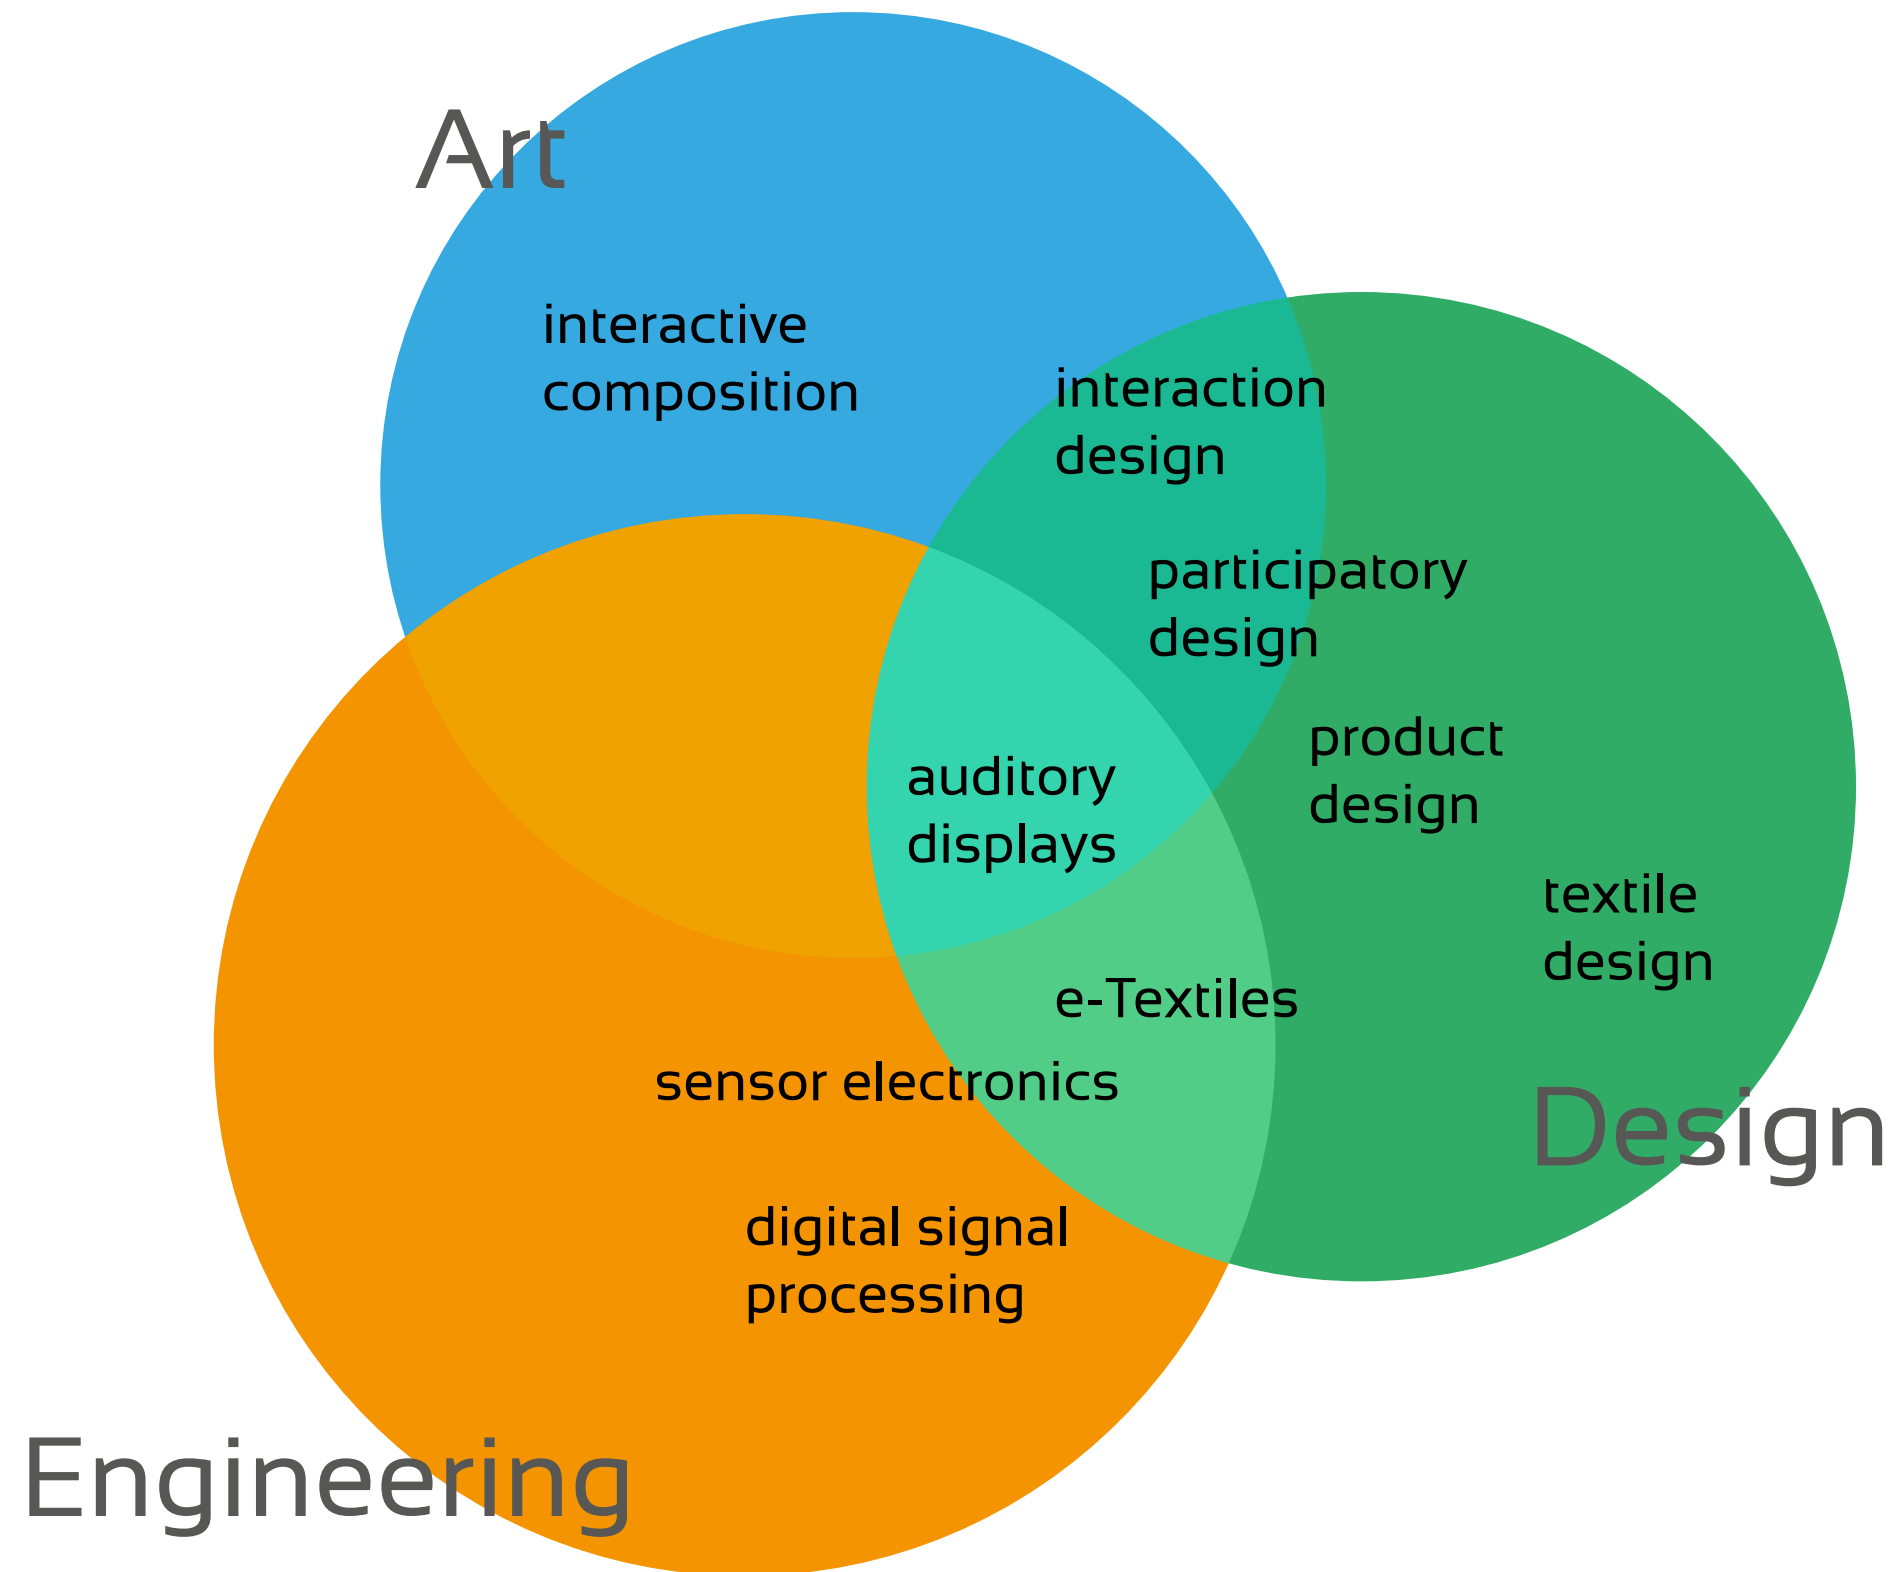 Art
interactive
composition
interaction
design
participatory
design
product
design
auditory
displays
textile
design
e-Textiles
sensor electronics
Design
digital signal
processing
Engineering